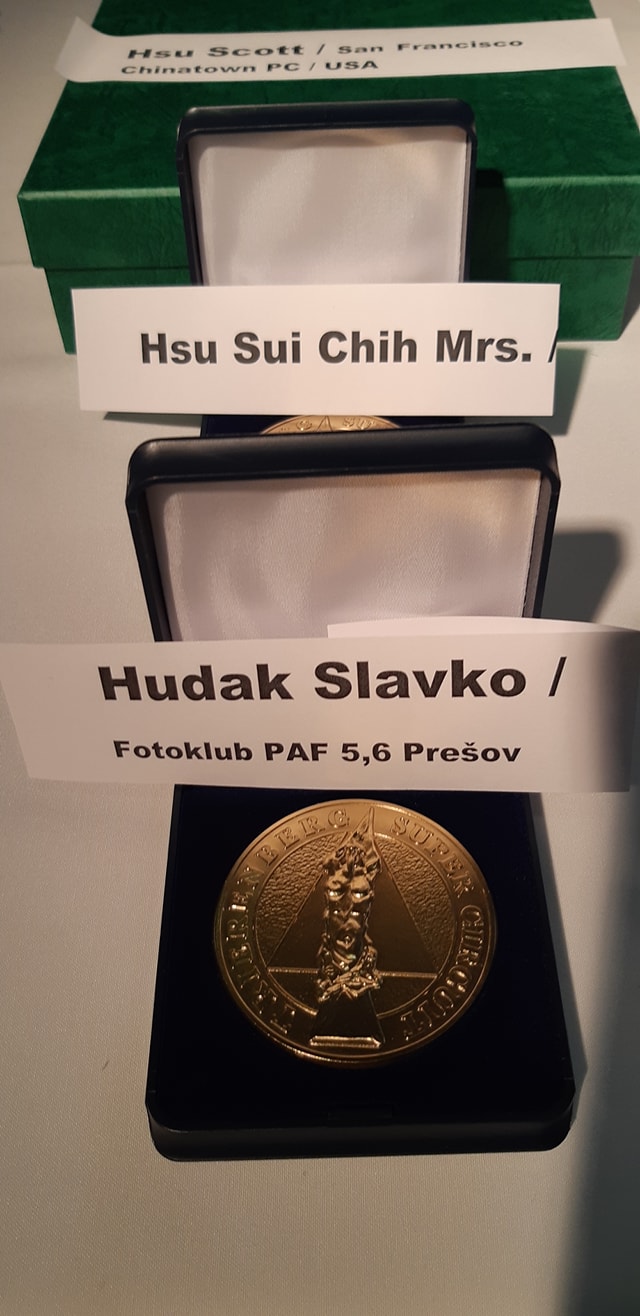 Hsu Scott / San Francisco
Chinatown PC / USA
Hsu Sui Chih Mrs. /
Hudak Slavko /
Fotoklub PAF 5,6 Prešov
TRIERENBERG SUPER CIRCUIT